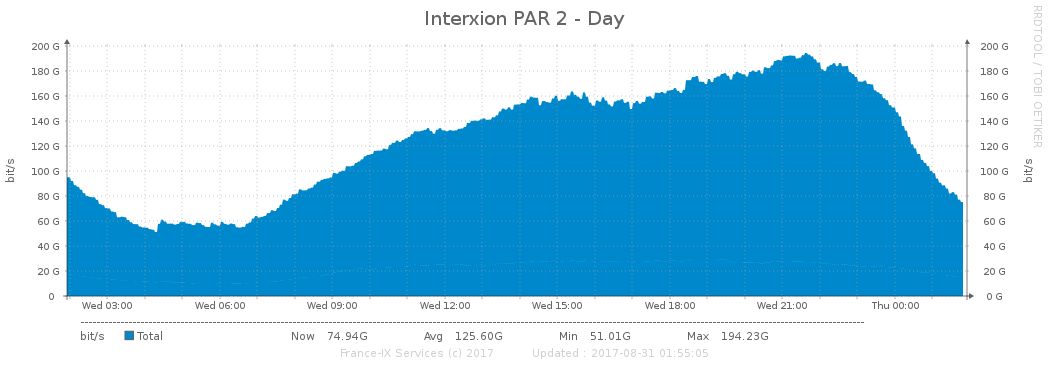 Interxion PAR 2 - Day
RRDTOOL / TOBI OETIKER
bit/s
bit/s
200 G 200 G
180 G 180 G
160 G 160 G
140 G 140 G
120 G 120 G
100 G 100 G
80 G 80 G
60 G 60 G
40 G 40 G
20 G 20 G
0 0 G
Wed 03:00 Wed 06:00 Wed 09:00 Wed 12:00 Wed 15:00 Wed 18:00 Wed 21:00 Thu 00:00
bit/s Total Now 74.94G Avg 125.60G Min 51.01G Max 194.23G
France-IX Services (c) 2017 Updated : 2017-08-31 01:55:05